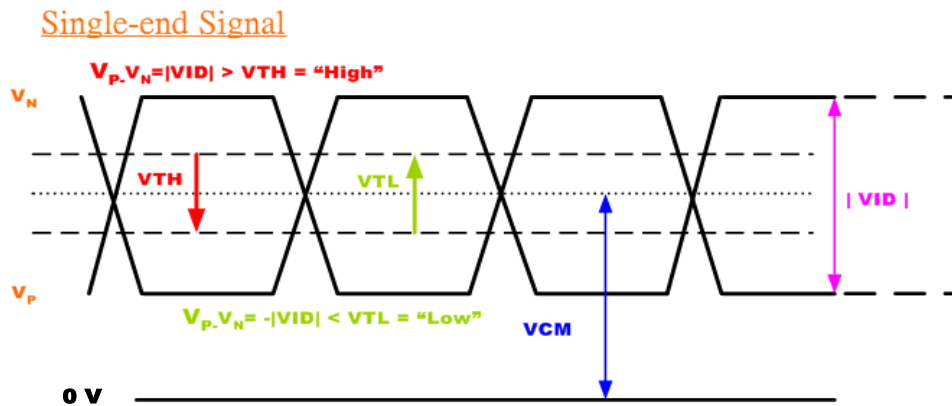 Single-end Signal
VP-VN=|VID| > VTH = “High”
VN
VTH
VTL
| VID |
VP
VP-VN= -|VID| < VTL = “Low”
VCM
0 V